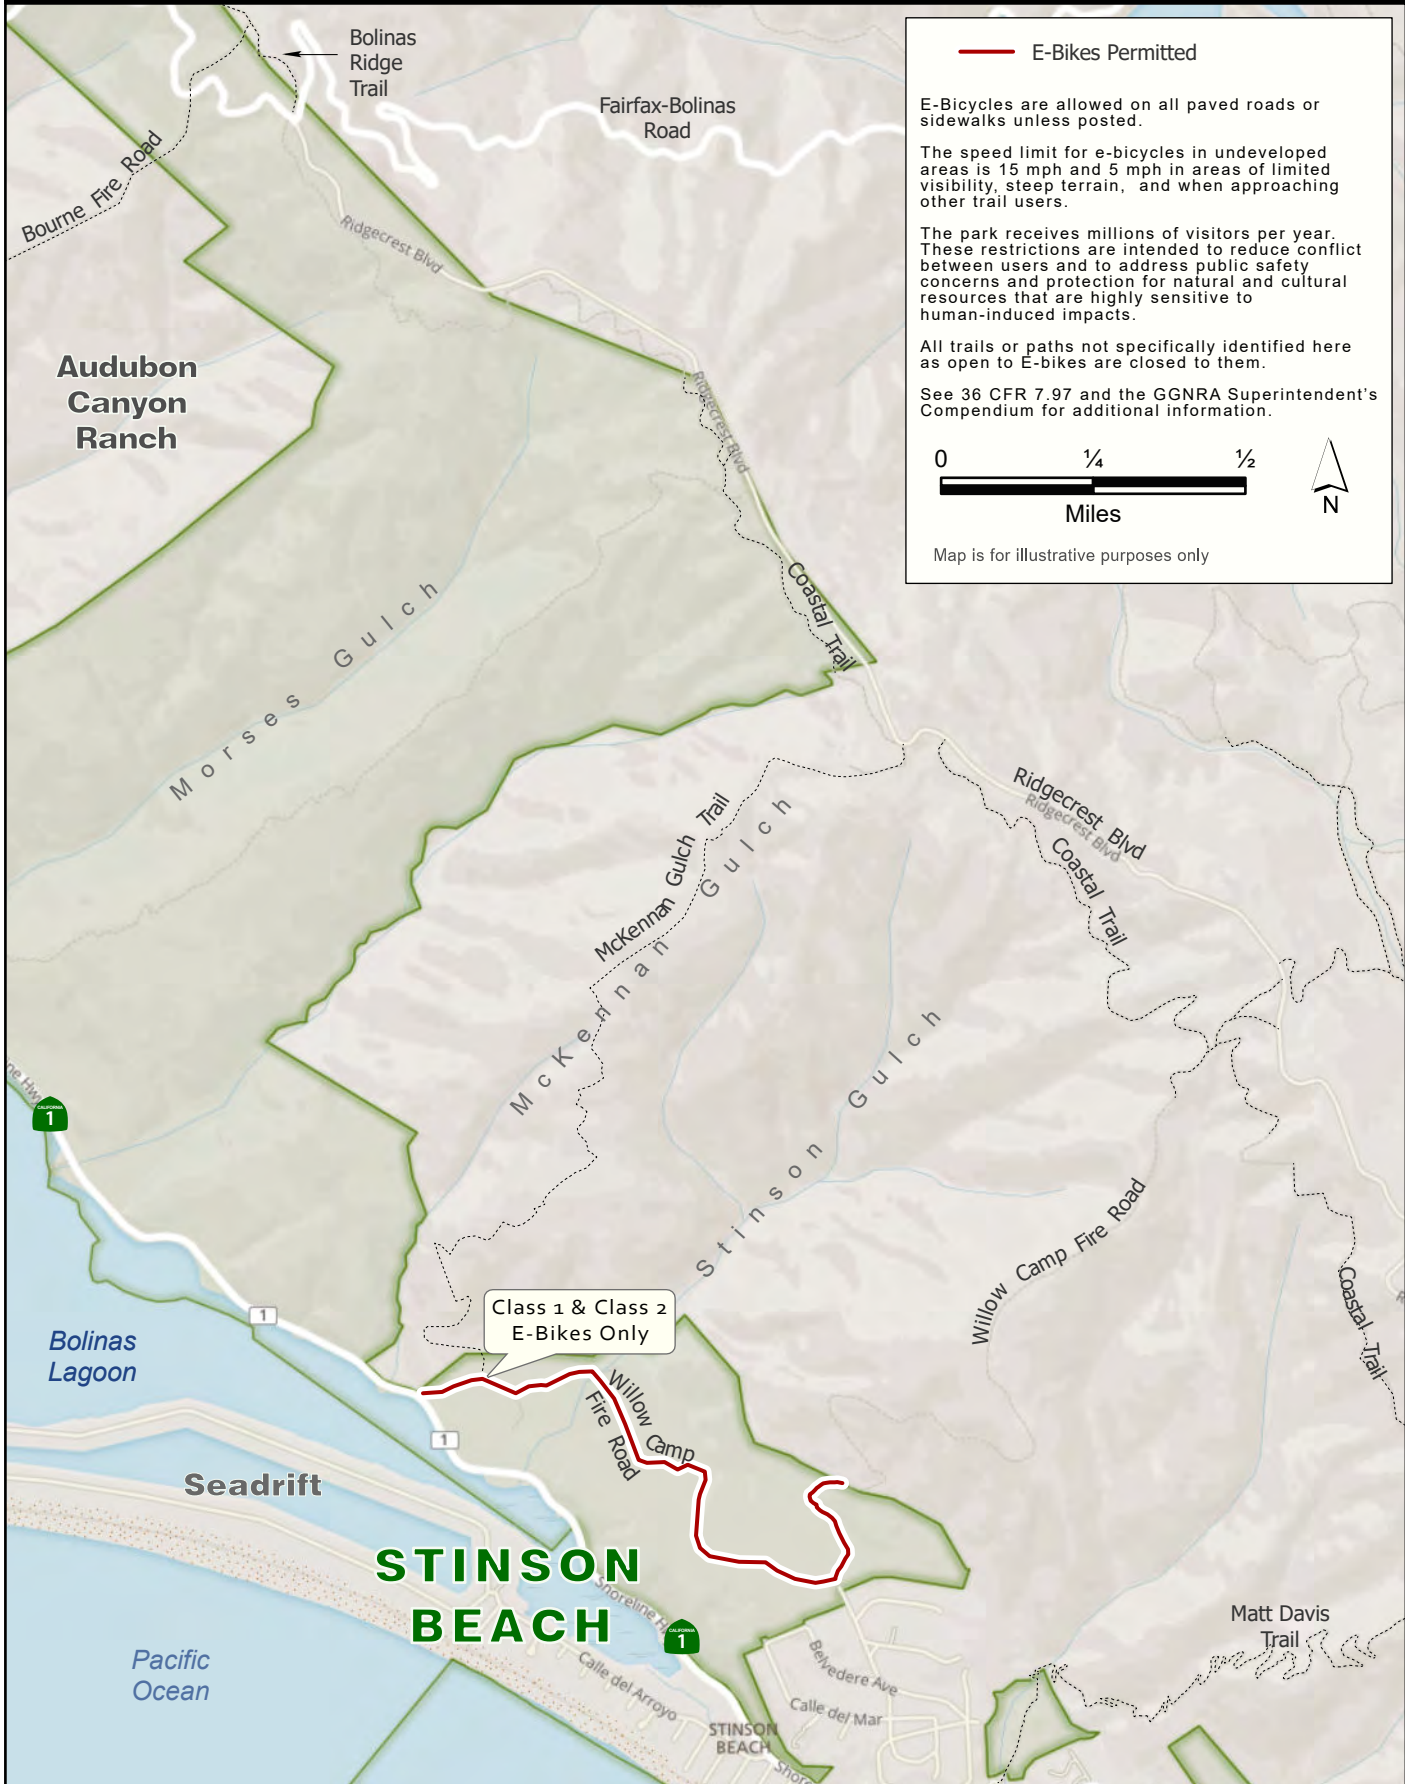 Bolinas
Ridge
Trail
Fairfax-Bolinas
Road
Bourne Fire Road
Ridgecrest Blvd
E-Bikes Permitted
E-Bicycles are allowed on all paved roads or
sidewalks unless posted.
The speed limit for e-bicycles in undeveloped
areas is 15 mph and 5 mph in areas of limited
visibility, steep terrain, and when approaching
other trail users.
The park receives millions of visitors per year.
These restrictions are intended to reduce conflict
between users and to address public safety
concerns and protection for natural and cultural
resources that are highly sensitive to
human-induced impacts.
All trails or paths not specifically identified here
as open to E-bikes are closed to them.
See 36 CFR 7.97 and the GGNRA Superintendent's
Compendium for additional information.
0 ¼ ½
Miles
N
Map is for illustrative purposes only
Audubon
Canyon
Ranch
Ridgecrest Blvd
Coastal Trail
Morses Gulch
McKennan Gulch Trail
McKennan Gulch
Ridgecrest Blvd
Ridgecrest Blvd
Coastal Trail
Stinson Gulch
CALIFORNIA
1
Willow Camp Fire Road
Coastal Trail
1
Class 1 & Class 2
E-Bikes Only
Bolinas
Lagoon
Willow Camp
Fire Road
1
Seadrift
STINSON
BEACH
Shoreline H
CALIFORNIA
1
Pacific
Ocean
Calle del Arroyo
Belvedere Ave
Calle del Mar
STINSON
BEACH
Matt Davis
Trail